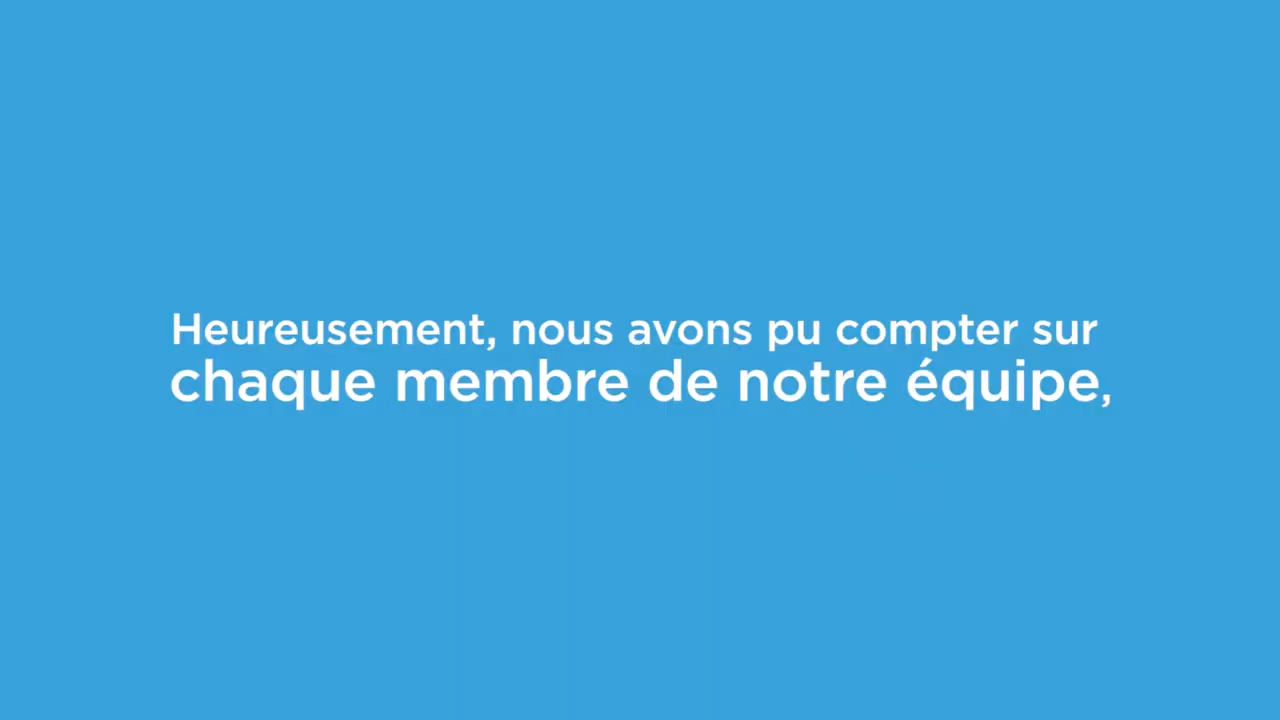 Heureusement, nous avons pu compter sur
chaque membre de notre équipe,